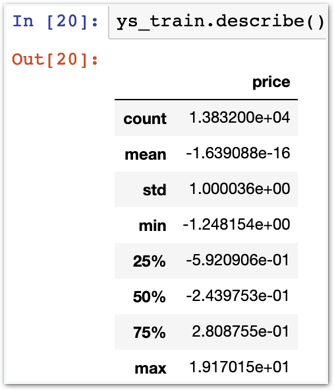 In [20]: ys_train.describe()
Out[20]:
price
count 1.383200e+04
mean -1.639088e-16
std 1.000036e+00
min -1.248154e+00
25% -5.920906e-01
50% -2.439753e-01
75% 2.808755e-01
max 1.917015e+01